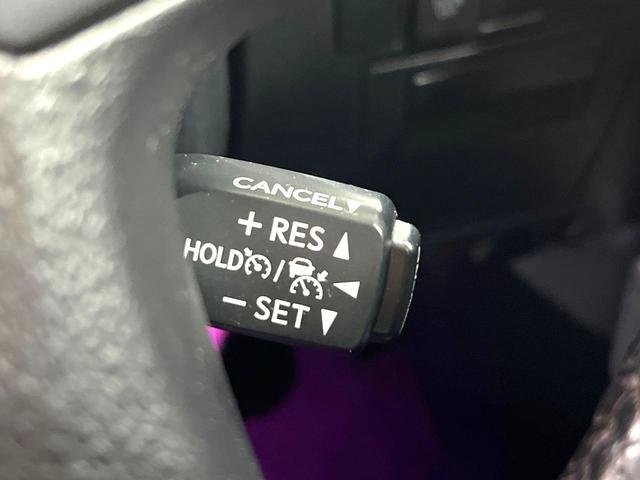 CANCEL▼
+ RES ▲
HOLD / ◀
− SET ▼